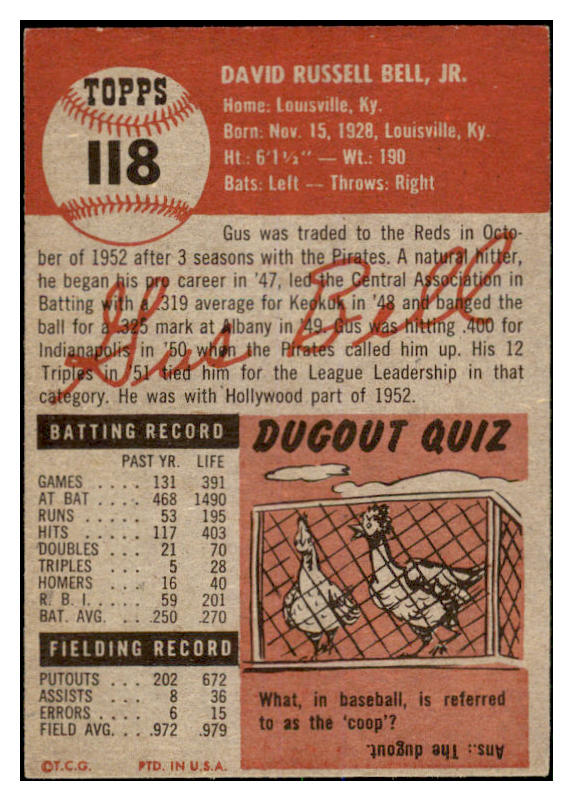 TOPPS
118
DAVID RUSSELL BELL, JR.
Home: Louisville, Ky.
Born: Nov. 15, 1928, Louisville, Ky.
Ht.: 6'1½" — Wt.: 190
Bats: Left — Throws: Right
Gus was traded to the Reds in Octo-
ber of 1952 after 3 seasons with the Pirates. A natural hitter,
he began his pro career in '47, led the Central Association in
Batting with a .319 average for Keokuk in '48 and banged the
ball for a .325 mark at Albany in '49. Gus was hitting .400 for
Indianapolis in '50 when the Pirates called him up. His 12
Triples in '51 tied him for the League Leadership in that
category. He was with Hollywood part of 1952.
Gus Bell
BATTING RECORD
PAST YR. LIFE
GAMES .... 131 391
AT BAT .... 468 1490
RUNS ..... 53 195
HITS ..... 117 403
DOUBLES ... 21 70
TRIPLES .... 5 28
HOMERS ... 16 40
R. B. I. ..... 59 201
BAT. AVG. ... .250 .270
FIELDING RECORD
PUTOUTS ... 202 672
ASSISTS .... 8 36
ERRORS .... 6 15
FIELD AVG. .. .972 .979
©T.C.G. PTD. IN U.S.A.
DUGOUT QUIZ
What, in baseball, is referred
to as the 'coop'?
Ans.: The dugout.